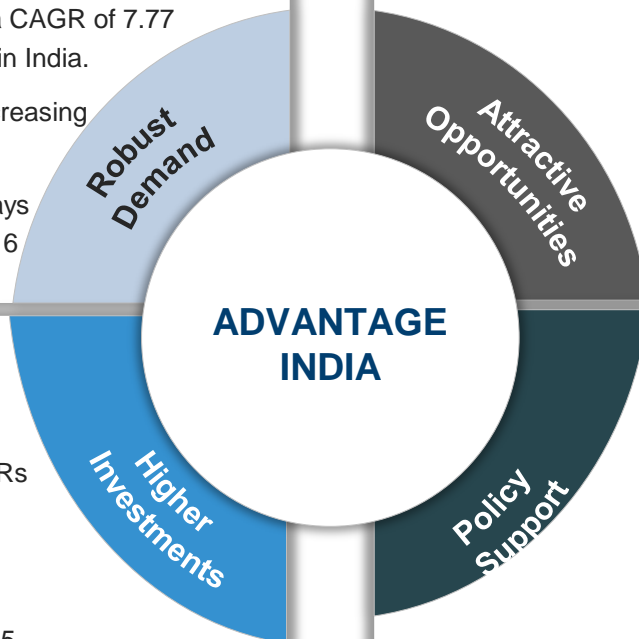 a CAGR of 7.77
in India.
reasing
ays
6
Robust
Demand
Attractive
Opportunities
ADVANTAGE
INDIA
Rs
Higher
Investments
Policy
Support
5